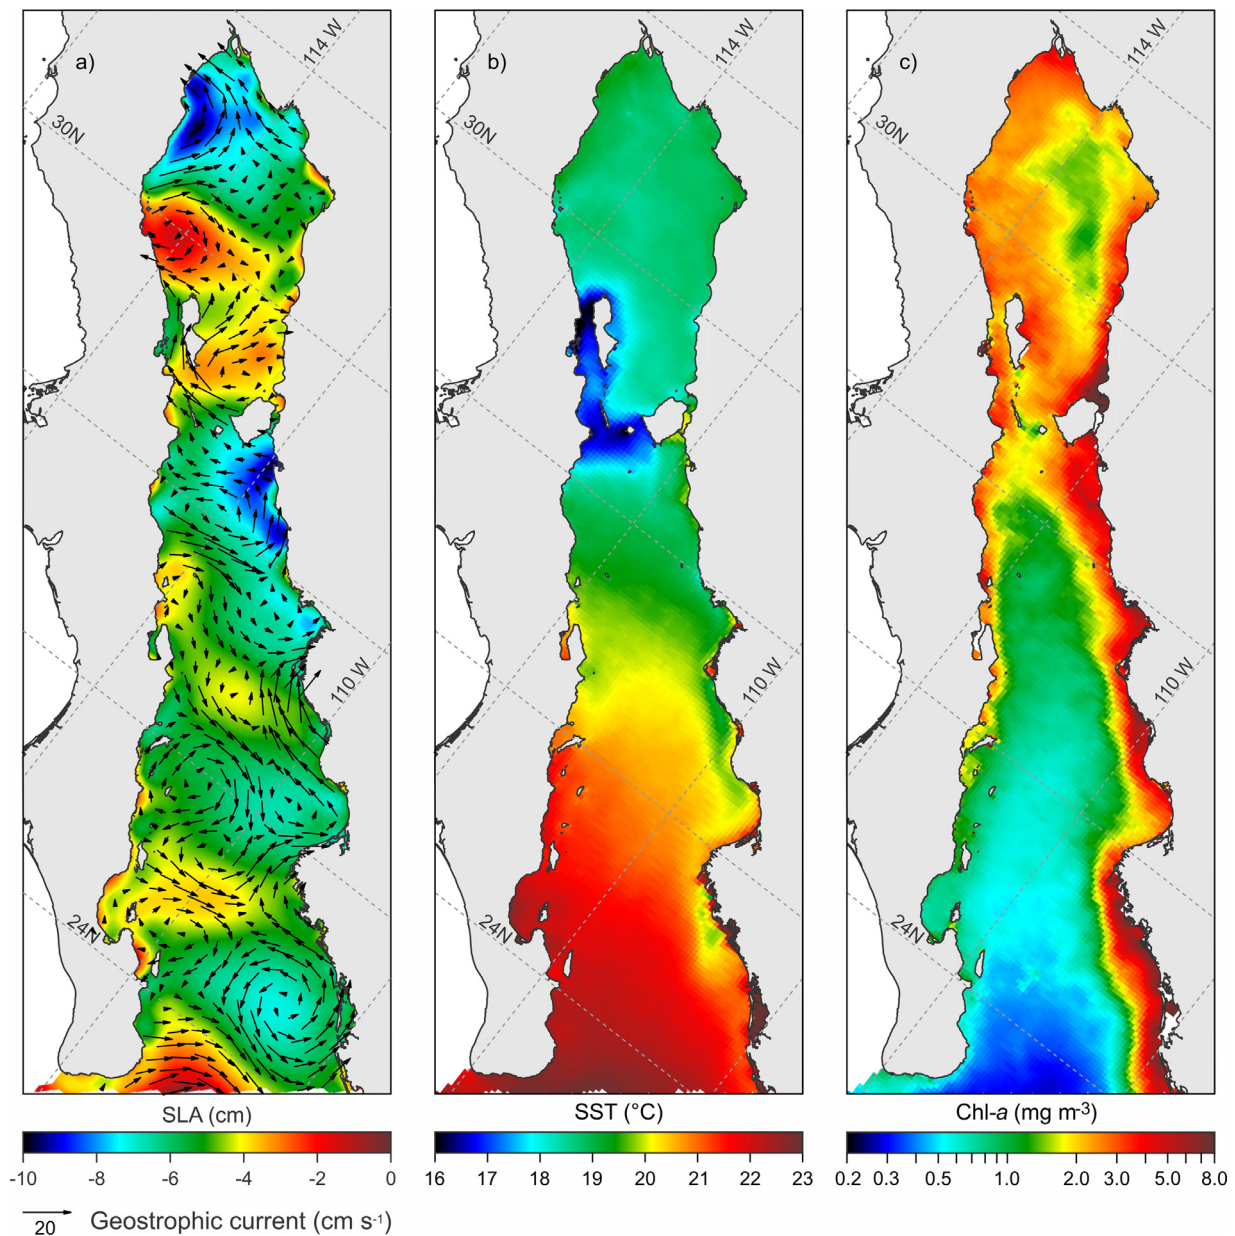 a)
114 W
30N
110 W
24N
b)
114 W
30N
110 W
24N
c)
114 W
30N
110 W
24N
SLA (cm)
-10 -8 -6 -4 -2 0
20 Geostrophic current (cm s-1)
SST (°C)
16 17 18 19 20 21 22 23
Chl-a (mg m-3)
0.2 0.3 0.5 1.0 2.0 3.0 5.0 8.0